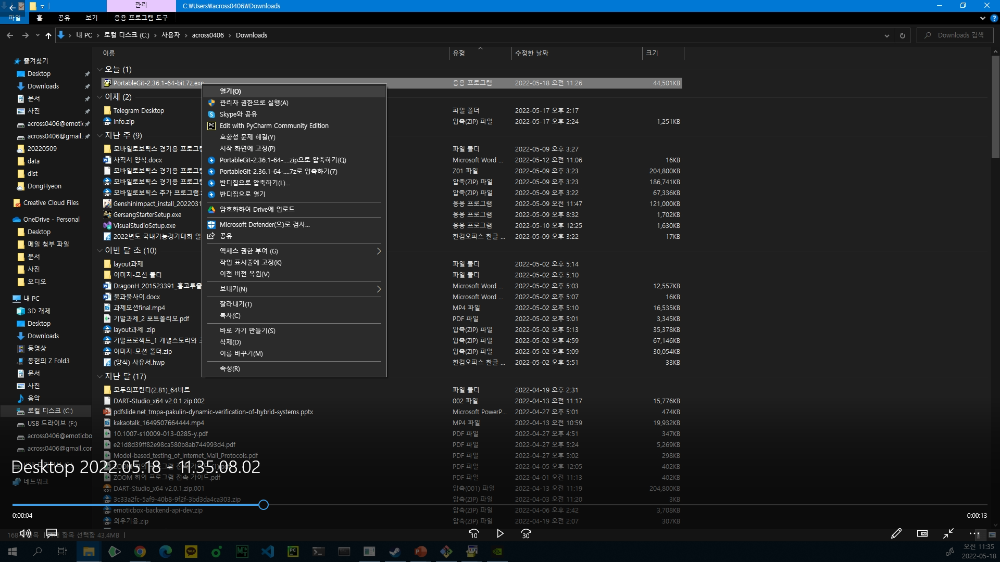 관리
C:₩Users₩across0406₩Downloads
파일 홈 공유 보기 응용 프로그램 도구
내 PC › 로컬 디스크 (C:) › 사용자 › across0406 › Downloads
Downloads 검색
즐겨찾기
Desktop
Downloads
문서
사진
across0406@emotic
across0406@gmail.
20220509
data
dist
DongHyeon
Creative Cloud Files
OneDrive - Personal
Desktop
메일 첨부 파일
문서
사진
오디오
내 PC
3D 개체
Desktop
Downloads
동영상
동현의 Z Fold3
문서
사진
음악
로컬 디스크 (C:)
USB 드라이브 (F:)
across0406@emoticbo
across0406@gmail.cor
네트워크
이름 유형 수정한 날짜 크기
오늘 (1)
PortableGit-2.36.1-64-bit.7z.exe 응용 프로그램 2022-05-18 오전 11:26 44,501KB
어제 (2)
Telegram Desktop 파일 폴더 2022-05-17 오후 2:17
Info.zip 압축(ZIP) 파일 2022-05-17 오후 2:24 1,251KB
지난 주 (9)
모바일로보틱스 경기용 프로그램 파일 폴더 2022-05-09 오후 3:27
사직서 양식.docx Microsoft Word ... 2022-05-12 오전 11:06 16KB
모바일로보틱스 경기용 프로그램 Z01 파일 2022-05-09 오후 3:23 204,800KB
모바일로보틱스 경기용 프로그램 압축(ZIP) 파일 2022-05-09 오후 3:23 186,741KB
모바일로보틱스 추가 프로그램.z 압축(ZIP) 파일 2022-05-09 오후 3:22 67,336KB
GenshinImpact_install_2022031 응용 프로그램 2022-05-09 오전 11:47 121,000KB
GersangStarterSetup.exe 응용 프로그램 2022-05-09 오후 8:32 1,702KB
VisualStudioSetup.exe 응용 프로그램 2022-05-10 오후 12:25 1,630KB
2022년도 국내기능경기대회 일 한컴오피스 한글 ... 2022-05-09 오후 3:22 17KB
이번 달 초 (10)
layout과제 파일 폴더 2022-05-02 오후 5:14
이미지-모션 폴더 파일 폴더 2022-05-02 오후 5:10
DragonH_201523391_홍고루졸 Microsoft Word ... 2022-05-02 오후 5:03 12,557KB
불과불사이.docx Microsoft Word ... 2022-05-02 오후 5:07 16KB
과제모션final.mp4 MP4 파일 2022-05-02 오후 5:10 16,535KB
기말과제_2 포트폴리오.pdf PDF 파일 2022-05-02 오후 5:01 3,345KB
layout과제 .zip 압축(ZIP) 파일 2022-05-02 오후 5:13 35,378KB
기말프로젝트_1 개별스토리와 압축(ZIP) 파일 2022-05-02 오후 4:59 67,146KB
이미지-모션 폴더.zip 압축(ZIP) 파일 2022-05-02 오후 5:09 30,054KB
(양식) 사유서.hwp 한컴오피스 한글 ... 2022-05-02 오후 5:51 33KB
지난 달 (17)
모두의프린터(2.81)_64비트 파일 폴더 2022-04-19 오후 2:31
DART-Studio_x64 v2.0.1.zip.002 002 파일 2022-04-13 오전 11:17 15,776KB
pdfslide.net_tmpa-pakulin-dynamic-verification-of-hybrid-systems.pptx Microsoft PowerP... 2022-04-27 오후 5:01 474KB
kakaotalk_1649507664444.mp4 MP4 파일 2022-04-13 오전 10:59 19,932KB
10.1007-s10009-013-0285-y.pdf PDF 파일 2022-04-27 오후 4:51 347KB
e21d8d39ff82e98ca580b8ab744993d4.pdf PDF 파일 2022-04-27 오후 5:24 5,269KB
Model-based_testing_of_Internet_Mail_Protocols.pdf PDF 파일 2022-04-27 오후 5:02 298KB
ZOOM 회의 프로그램 접속 가이드 (1).pdf PDF 파일 2022-04-05 오후 12:05 402KB
ZOOM 회의 프로그램 접속 가이드.pdf PDF 파일 2022-04-01 오전 11:13 402KB
DART-Studio_x64 v2.0.1.zip.001 압축(001) 파일 2022-04-13 오전 11:19 204,800KB
3c33a2fc-5af9-40b8-9f2f-3bd3da4ca303.zip 압축(ZIP) 파일 2022-04-03 오전 11:20 3KB
emoticbox-backend-api-dev.zip 압축(ZIP) 파일 2022-04-06 오후 2:42 3,708KB
외우기용.zip 압축(ZIP) 파일 2022-04-19 오전 2:07 307KB
열기(O)
관리자 권한으로 실행(A)
Skype와 공유
Edit with PyCharm Community Edition
호환성 문제 해결(Y)
시작 화면에 고정(P)
PortableGit-2.36.1-64-....zip으로 압축하기(Q)
PortableGit-2.36.1-64-....7z로 압축하기(7)
반디집으로 압축하기(L)...
반디집으로 열기
암호화하여 Drive에 업로드
Microsoft Defender(으)로 검사...
공유
액세스 권한 부여 (G)
작업 표시줄에 고정(K)
이전 버전 복원(V)
보내기(N)
잘라내기(T)
복사(C)
바로 가기 만들기(S)
삭제(D)
이름 바꾸기(M)
속성(R)
Desktop 2022.05.18 - 11.35.08.02
0:00:04 0:00:13
항목 선택함 43.4MB
10 30
오전 11:35
2022-05-18